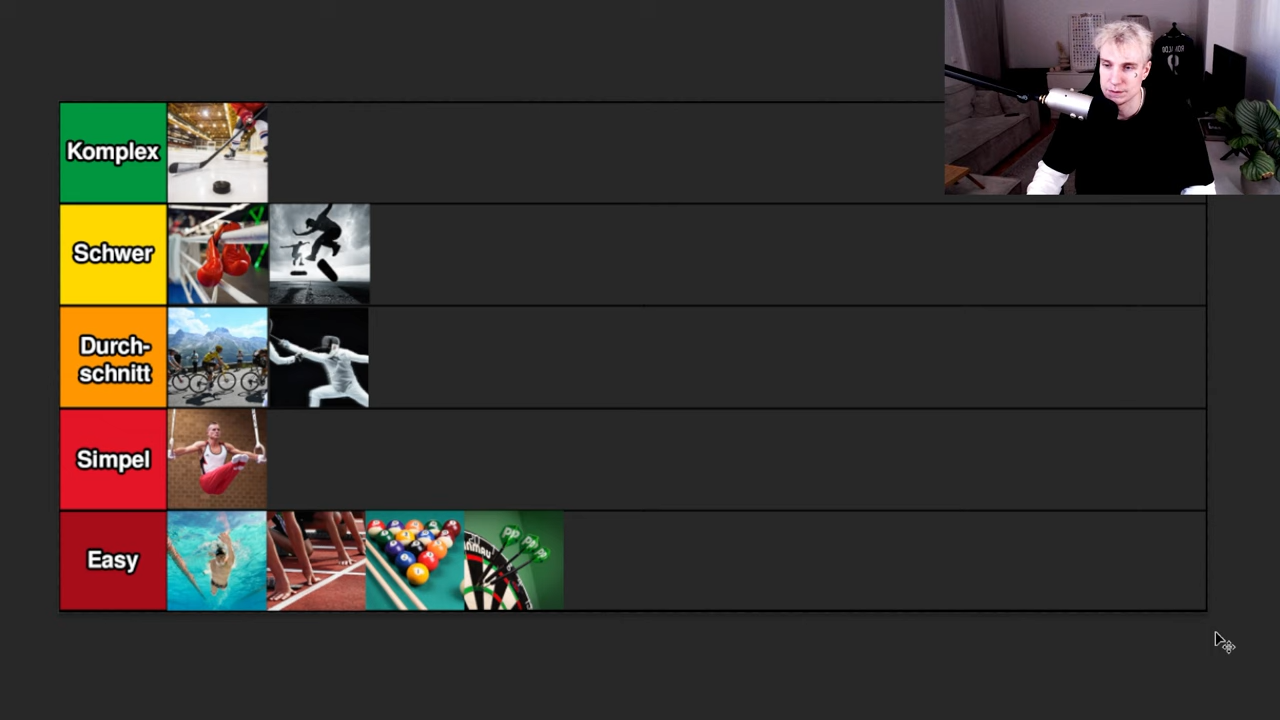 Komplex
Schwer
Durch-
schnitt
Simpel
Easy